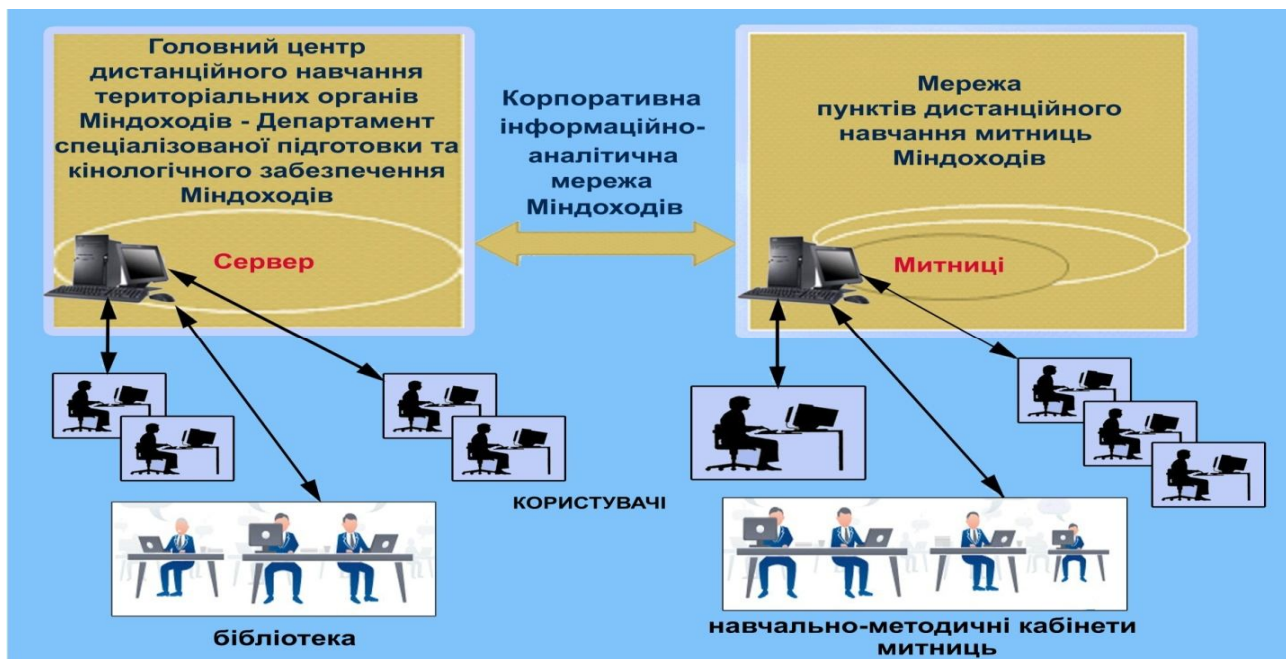 Головний центр
дистанційного навчання
територіальних органів
Міндоходів - Департамент
спеціалізованої підготовки та
кінологічного забезпечення
Міндоходів
Сервер
Корпоративна
інформаційно-
аналітична
мережа
Міндоходів
Мережа
пунктів дистанційного
навчання митниць
Міндоходів
Митниці
КОРИСТУВАЧІ
бібліотека
навчально-методичні кабінети
митниць